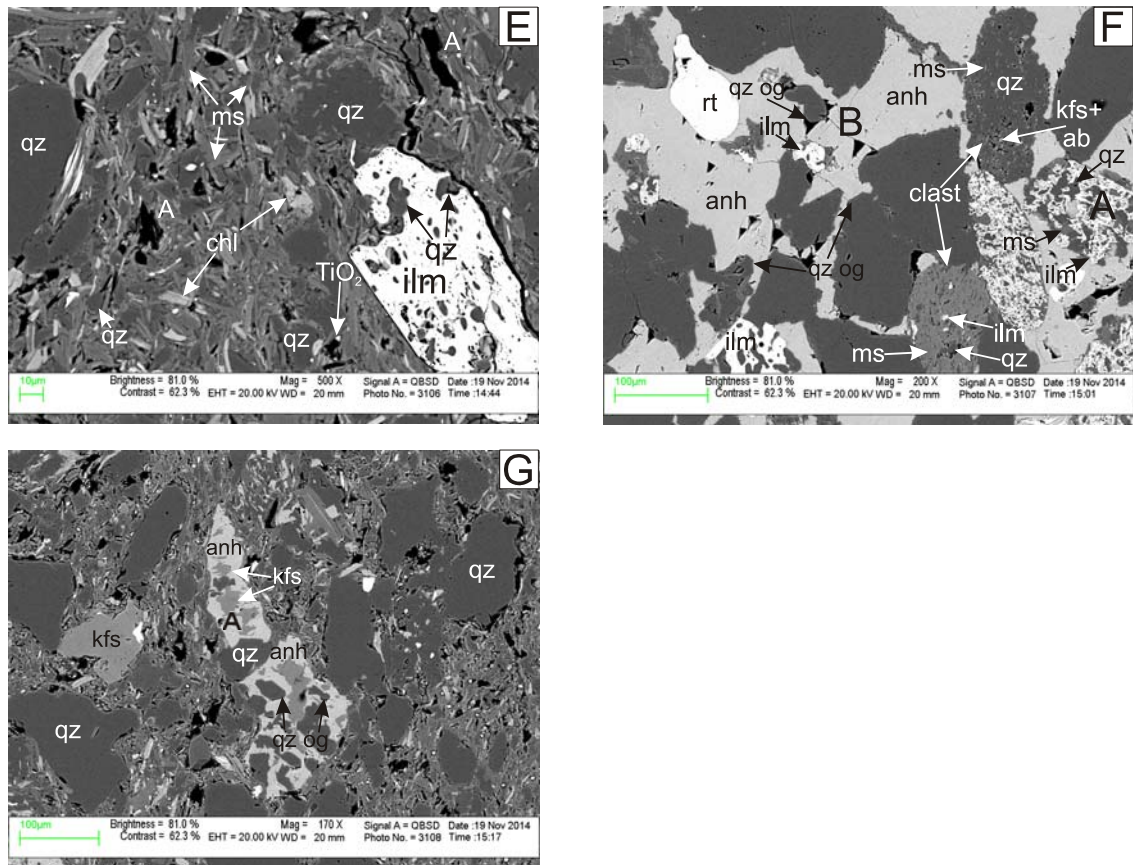 E
A
ms
qz
qz
A
chl
qz
ilm
TiO₂
qz
qz
10µm
Brightness = 81.0 %
Contrast = 62.3 %
EHT = 20.00 kV WD = 20 mm
Mag = 500 X
Signal A = QBSD
Photo No. = 3106
Date :19 Nov 2014
Time :14:44
F
ms
qz
qz og
rt
anh
B
ilm
kfs+
ab
qz
clast
anh
A
ms
qz og
ilm
ilm
ilm
ms
qz
100µm
Brightness = 81.0 %
Contrast = 62.3 %
EHT = 20.00 kV WD = 20 mm
Mag = 200 X
Signal A = QBSD
Photo No. = 3107
Date :19 Nov 2014
Time :15:01
G
anh
kfs
qz
A
kfs
anh
qz
qz
qz og
100µm
Brightness = 81.0 %
Contrast = 62.3 %
EHT = 20.00 kV WD = 20 mm
Mag = 170 X
Signal A = QBSD
Photo No. = 3108
Date :19 Nov 2014
Time :15:17